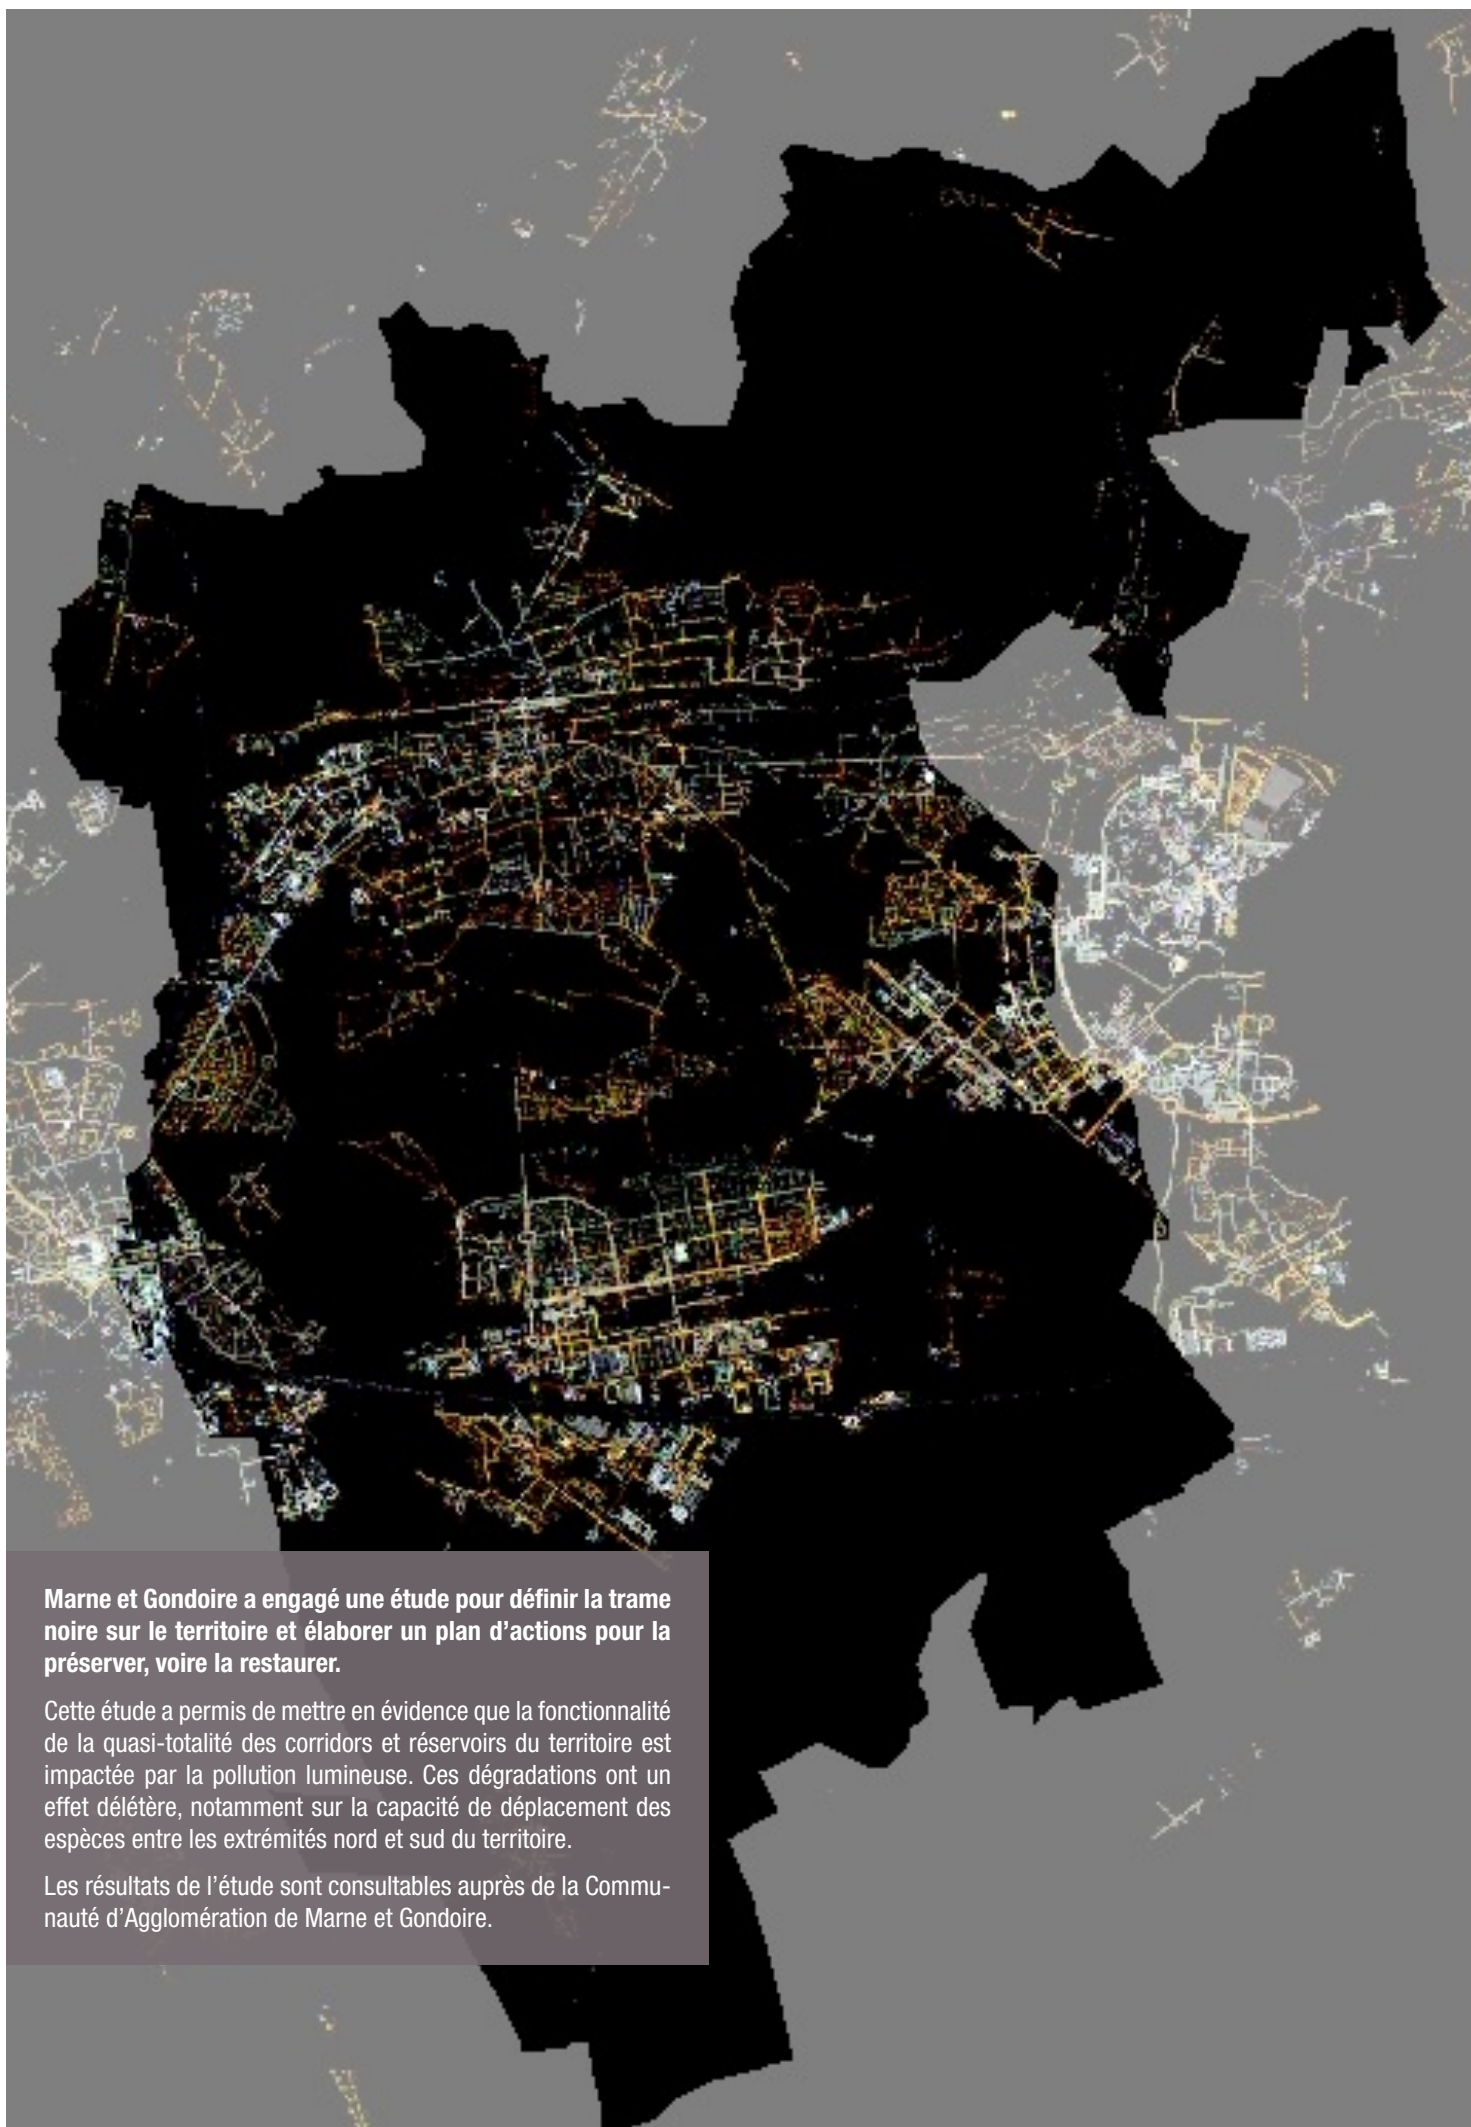 Marne et Gondoire a engagé une étude pour définir la trame
noire sur le territoire et élaborer un plan d’actions pour la
préserver, voire la restaurer.
Cette étude a permis de mettre en évidence que la fonctionnalité
de la quasi-totalité des corridors et réservoirs du territoire est
impactée par la pollution lumineuse. Ces dégradations ont un
effet délétère, notamment sur la capacité de déplacement des
espèces entre les extrémités nord et sud du territoire.
Les résultats de l’étude sont consultables auprès de la Commu-
nauté d’Agglomération de Marne et Gondoire.